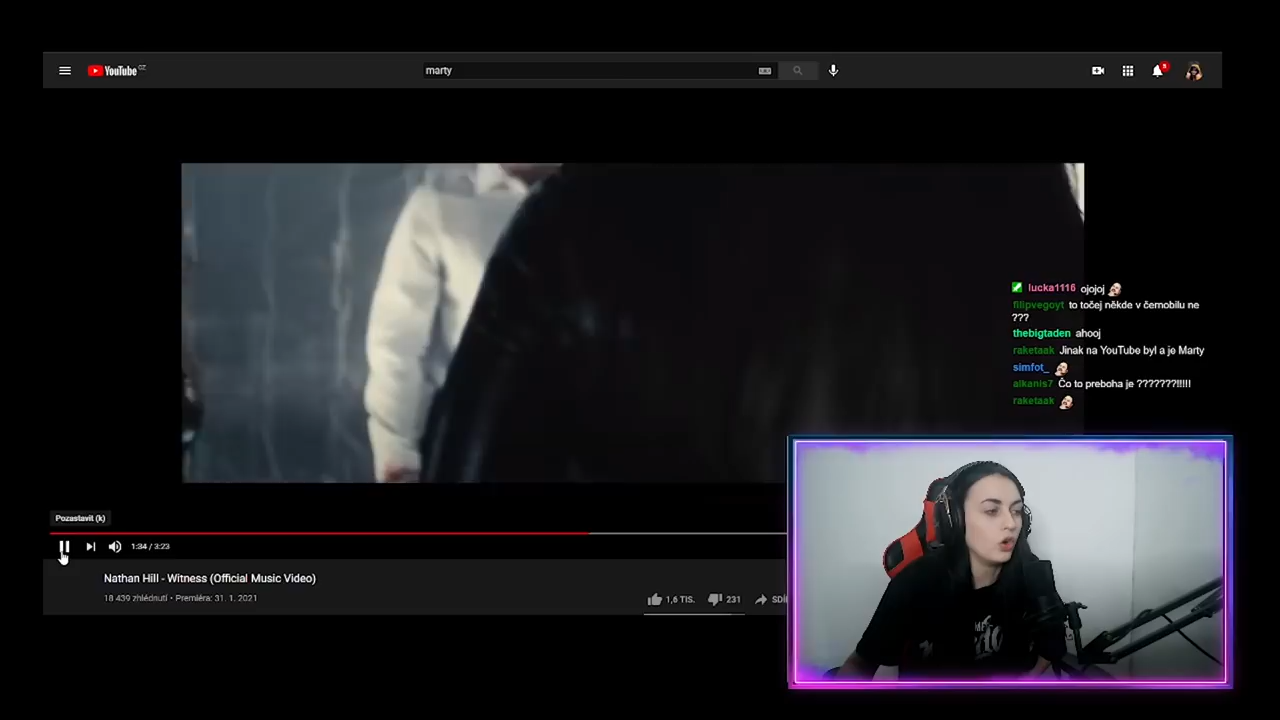 YouTube CZ
marty
5
lucka1116 ojojoj
filipvegoyt to točej někde v černobilu ne
???
thebigtaden ahooj
raketaak Jinak na YouTube byl a je Marty
simfot_
alkanis7 Čo to preboha je ???????!!!!!
raketaak
Pozastavit (k)
1:34 / 3:23
Nathan Hill - Witness (Official Music Video)
18 439 zhlédnutí • Premiéra: 31. 1. 2021
1,6 TIS.
231
SDÍ